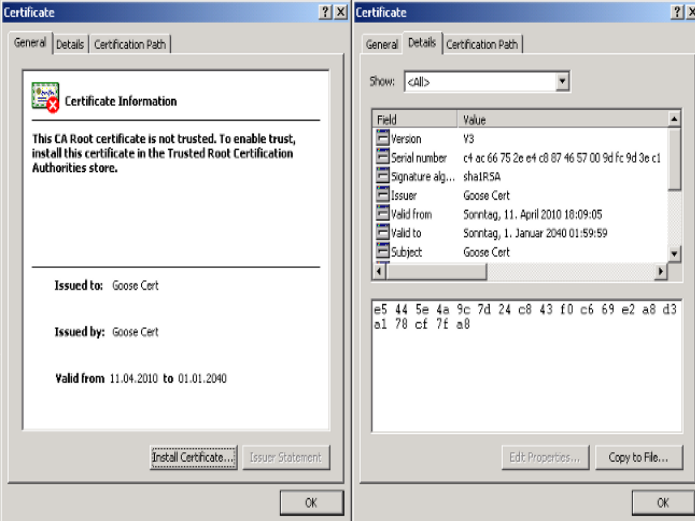 Certificate
General Details Certification Path
Certificate Information
This CA Root certificate is not trusted. To enable trust,
install this certificate in the Trusted Root Certification
Authorities store.
Issued to: Goose Cert
Issued by: Goose Cert
Valid from 11.04.2010 to 01.01.2040
Install Certificate... Issuer Statement
OK
Certificate
General Details Certification Path
Show: <All>
Field Value
Version V3
Serial number c4 ac 66 75 2e e4 c8 87 46 57 00 9d fc 9d 3e c1
Signature alg... sha1RSA
Issuer Goose Cert
Valid from Sonntag, 11. April 2010 18:09:05
Valid to Sonntag, 1. Januar 2040 01:59:59
Subject Goose Cert
e5 44 5e 4a 9c 7d 24 c8 43 f0 c6 69 e2 a8 d3
a1 78 cf 7f a8
Edit Properties... Copy to File...
OK